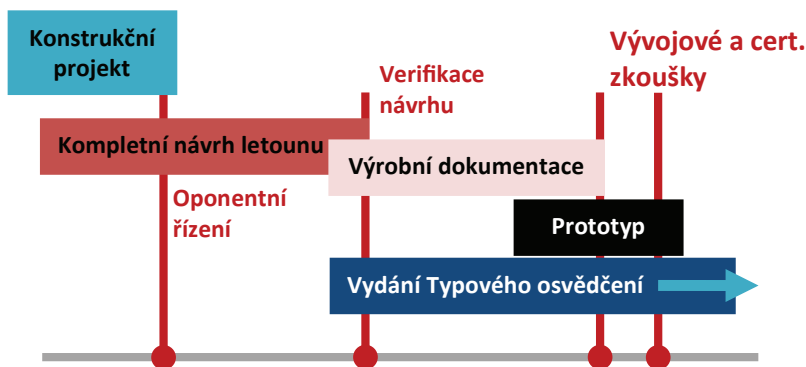 Konstrukční
projekt
Vývojové a cert.
zkoušky
Verifikace
návrhu
Kompletní návrh letounu
Výrobní dokumentace
Oponentní
řízení
Prototyp
Vydání Typového osvědčení